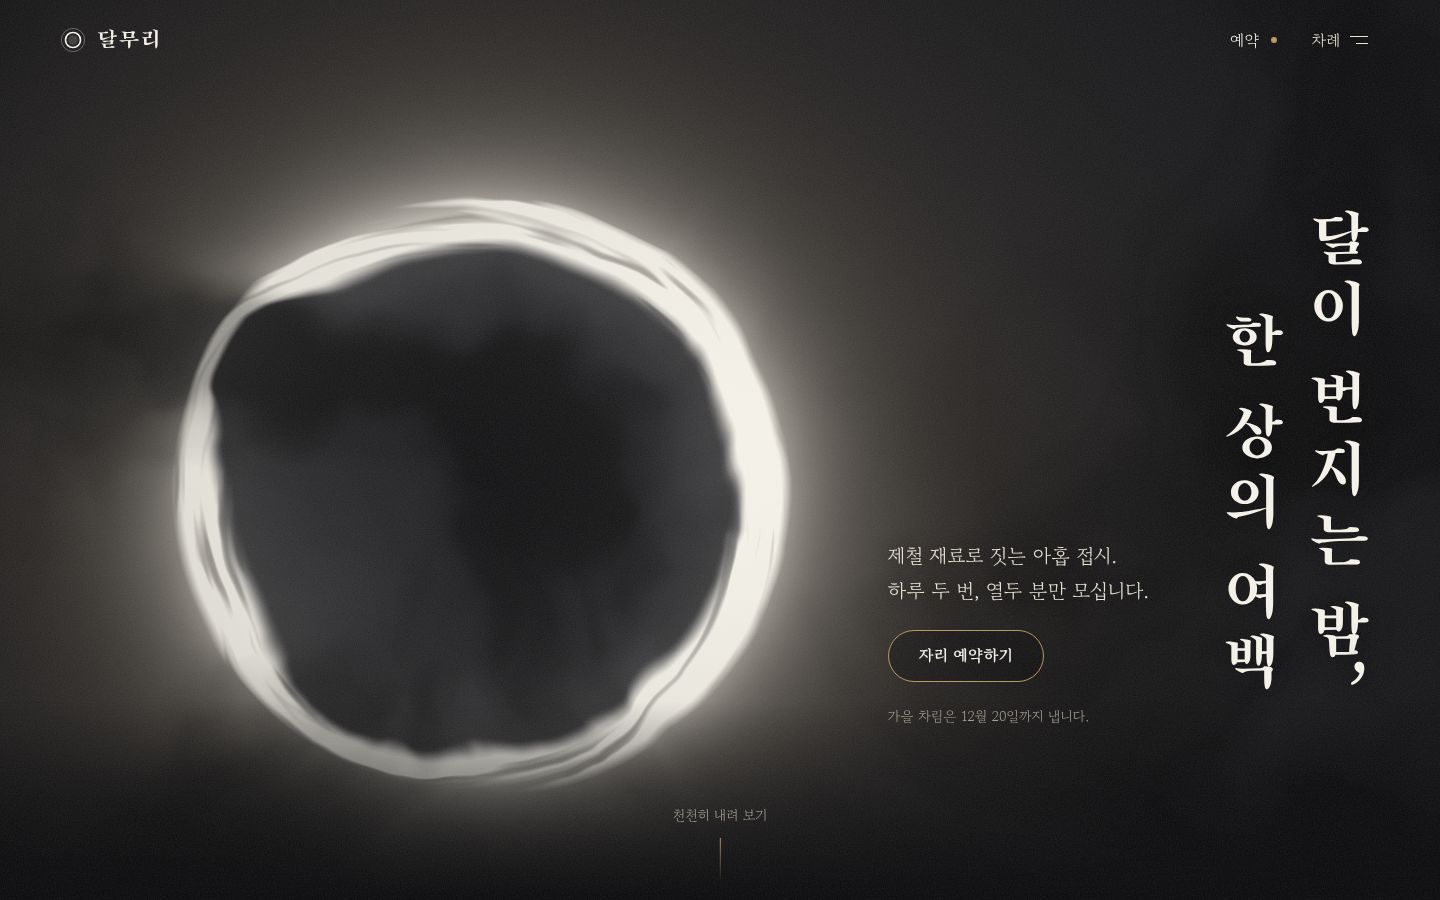 달무리
예약
차례
달이 번지는 밤,
한 상의 여백
제철 재료로 짓는 아홉 접시.
하루 두 번, 열두 분만 모십니다.
자리 예약하기
가을 차림은 12월 20일까지 냅니다.
천천히 내려 보기